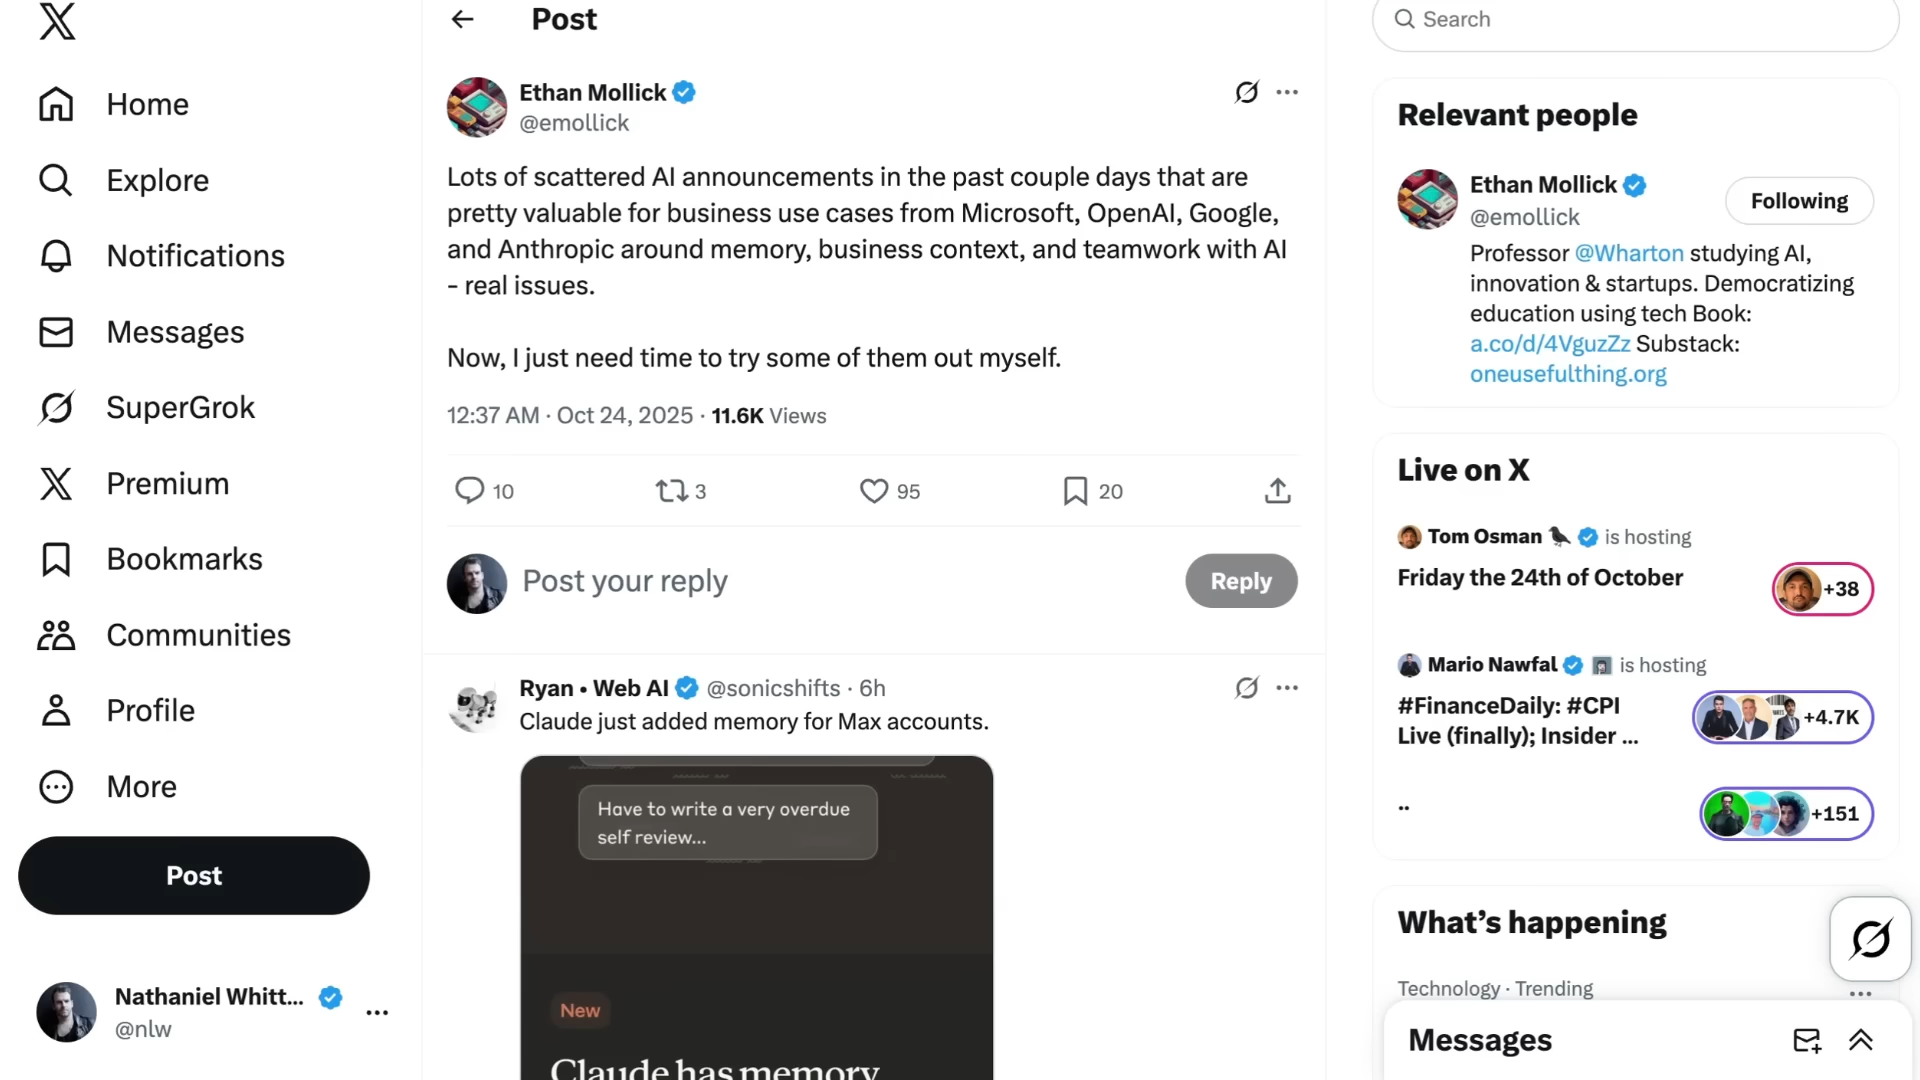 Home
Explore
Notifications
Messages
SuperGrok
Premium
Bookmarks
Communities
Profile
More
Post
Nathaniel Whitt...
@nlw
Post
Ethan Mollick
@emollick
Lots of scattered AI announcements in the past couple days that are
pretty valuable for business use cases from Microsoft, OpenAI, Google,
and Anthropic around memory, business context, and teamwork with AI
- real issues.
Now, I just need time to try some of them out myself.
12:37 AM · Oct 24, 2025 · 11.6K Views
10 3 95 20
Post your reply
Reply
Ryan • Web AI @sonicshifts · 6h
Claude just added memory for Max accounts.
Have to write a very overdue
self review...
New
Claude has memory
Search
Relevant people
Ethan Mollick
@emollick
Following
Professor @Wharton studying AI,
innovation & startups. Democratizing
education using tech Book:
a.co/d/4VguzZz Substack:
oneusefulthing.org
Live on X
Tom Osman is hosting
Friday the 24th of October
+38
Mario Nawfal is hosting
#FinanceDaily: #CPI
Live (finally); Insider ...
+4.7K
..
+151
What's happening
Technology · Trending
Messages